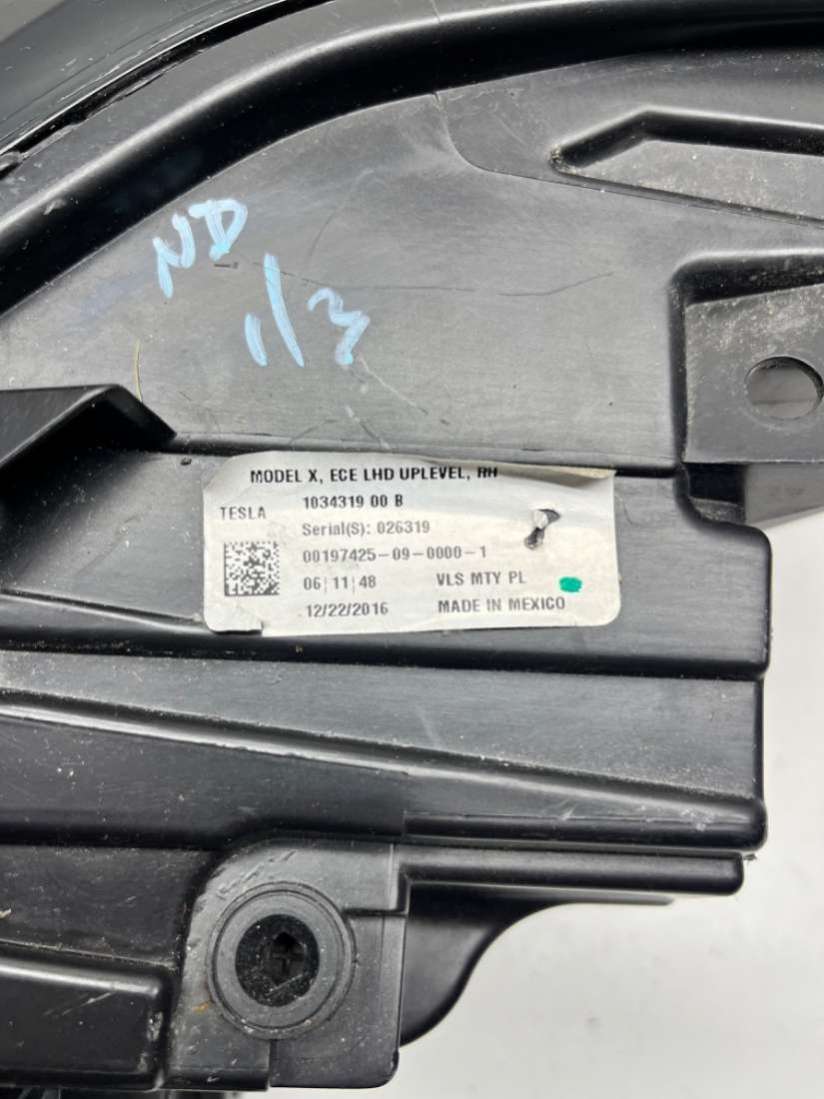 ND
1/3
MODEL X, ECE LHD UPLEVEL, RH
TESLA
1034319 00 B
Serial(S): 026319
00197425-09-0000-1
06|11|48 VLS MTY PL
12/22/2016 MADE IN MEXICO